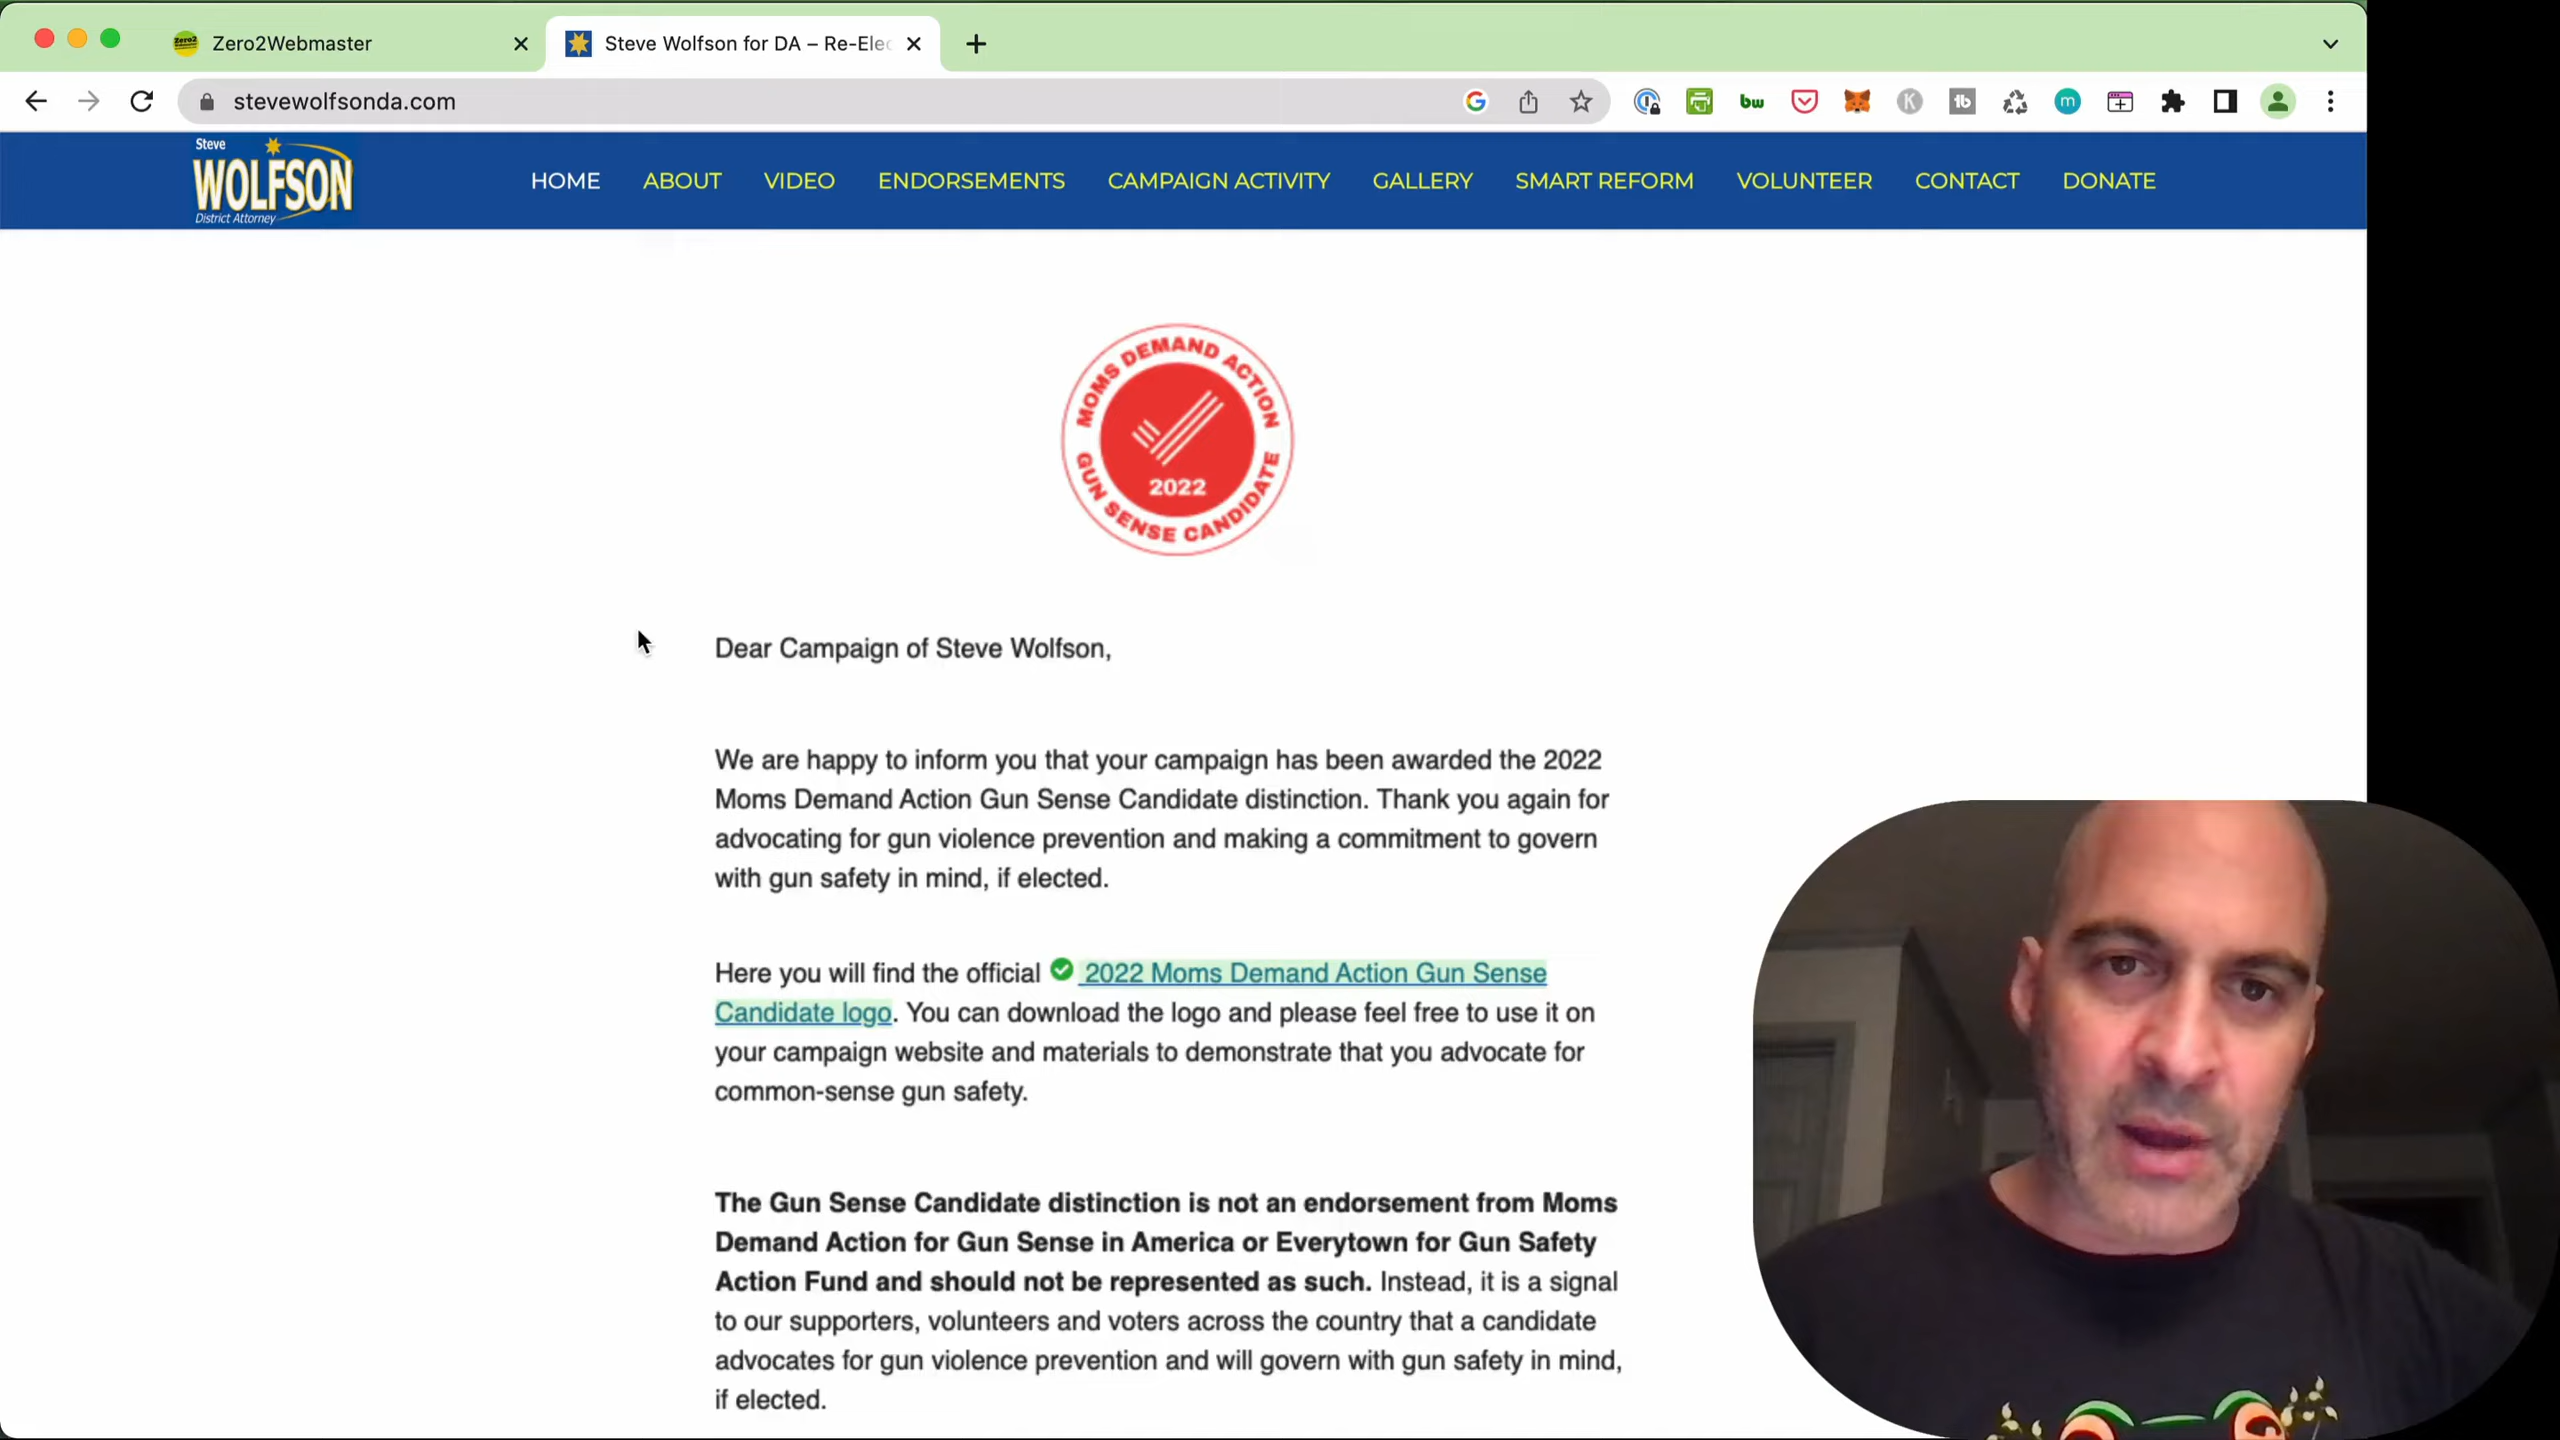 Zero2Webmaster
Steve Wolfson for DA – Re-Elec
stevewolfsonda.com
Steve
WOLFSON
District Attorney
HOME
ABOUT
VIDEO
ENDORSEMENTS
CAMPAIGN ACTIVITY
GALLERY
SMART REFORM
VOLUNTEER
CONTACT
DONATE
MOMS DEMAND ACTION
2022
GUN SENSE CANDIDATE
Dear Campaign of Steve Wolfson,
We are happy to inform you that your campaign has been awarded the 2022
Moms Demand Action Gun Sense Candidate distinction. Thank you again for
advocating for gun violence prevention and making a commitment to govern
with gun safety in mind, if elected.
Here you will find the official 2022 Moms Demand Action Gun Sense
Candidate logo. You can download the logo and please feel free to use it on
your campaign website and materials to demonstrate that you advocate for
common-sense gun safety.
The Gun Sense Candidate distinction is not an endorsement from Moms
Demand Action for Gun Sense in America or Everytown for Gun Safety
Action Fund and should not be represented as such. Instead, it is a signal
to our supporters, volunteers and voters across the country that a candidate
advocates for gun violence prevention and will govern with gun safety in mind,
if elected.